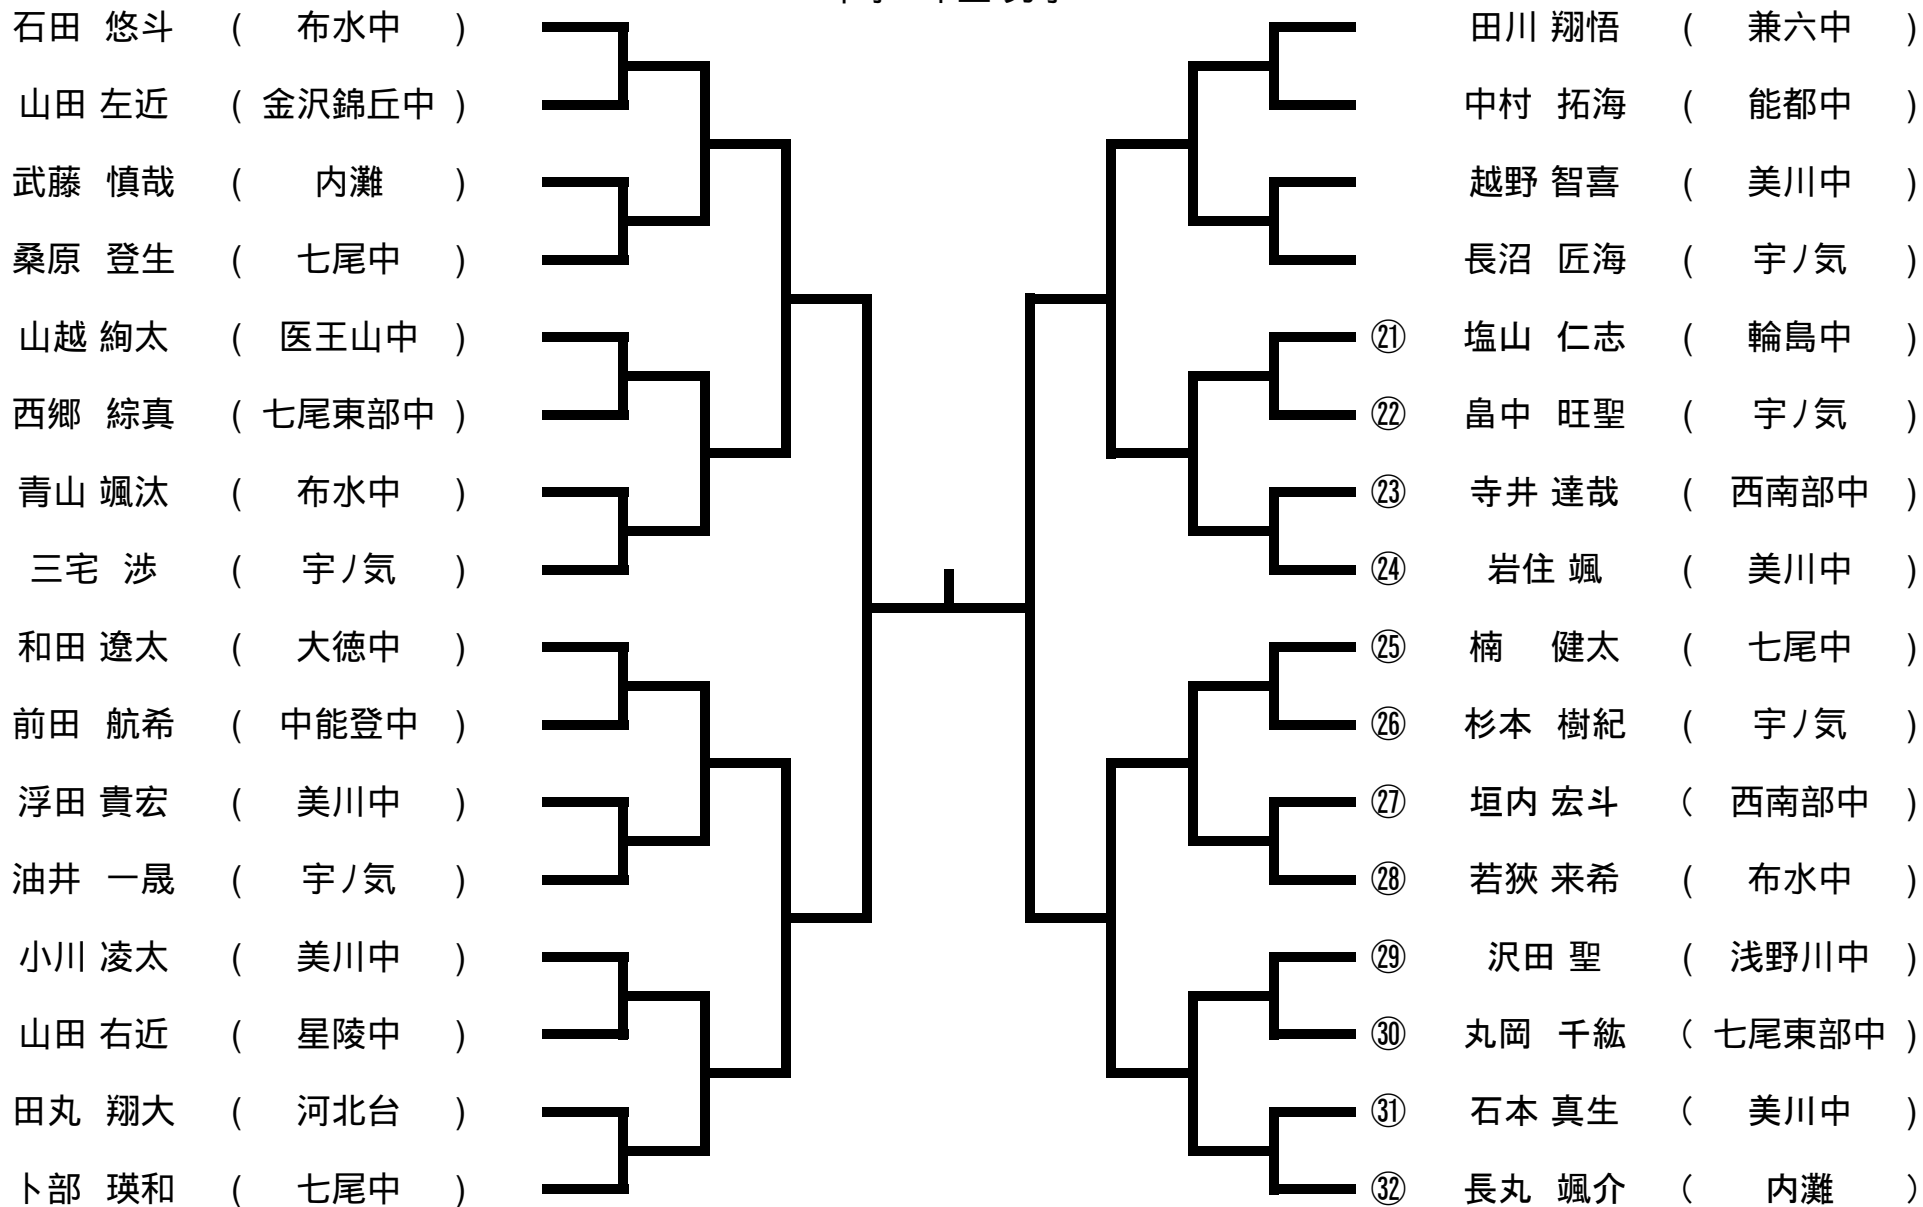 石田 悠斗 ( 布水中 )
山田 左近 ( 金沢錦丘中 )
武藤 慎哉 ( 内灘 )
桑原 登生 ( 七尾中 )
山越 絢太 ( 医王山中 )
西郷 綜真 ( 七尾東部中 )
青山 颯汰 ( 布水中 )
三宅 渉 ( 宇ノ気 )
和田 遼太 ( 大徳中 )
前田 航希 ( 中能登中 )
浮田 貴宏 ( 美川中 )
油井 一晟 ( 宇ノ気 )
小川 凌太 ( 美川中 )
山田 右近 ( 星陵中 )
田丸 翔大 ( 河北台 )
卜部 瑛和 ( 七尾中 )
田川 翔悟 ( 兼六中 )
中村 拓海 ( 能都中 )
越野 智喜 ( 美川中 )
長沼 匠海 ( 宇ノ気 )
㉑ 塩山 仁志 ( 輪島中 )
㉒ 畠中 旺聖 ( 宇ノ気 )
㉓ 寺井 達哉 ( 西南部中 )
㉔ 岩住 颯 ( 美川中 )
㉕ 楠 健太 ( 七尾中 )
㉖ 杉本 樹紀 ( 宇ノ気 )
㉗ 垣内 宏斗 ( 西南部中 )
㉘ 若狹 来希 ( 布水中 )
㉙ 沢田 聖 ( 浅野川中 )
㉚ 丸岡 千紘 ( 七尾東部中 )
㉛ 石本 真生 ( 美川中 )
㉜ 長丸 颯介 ( 内灘 )